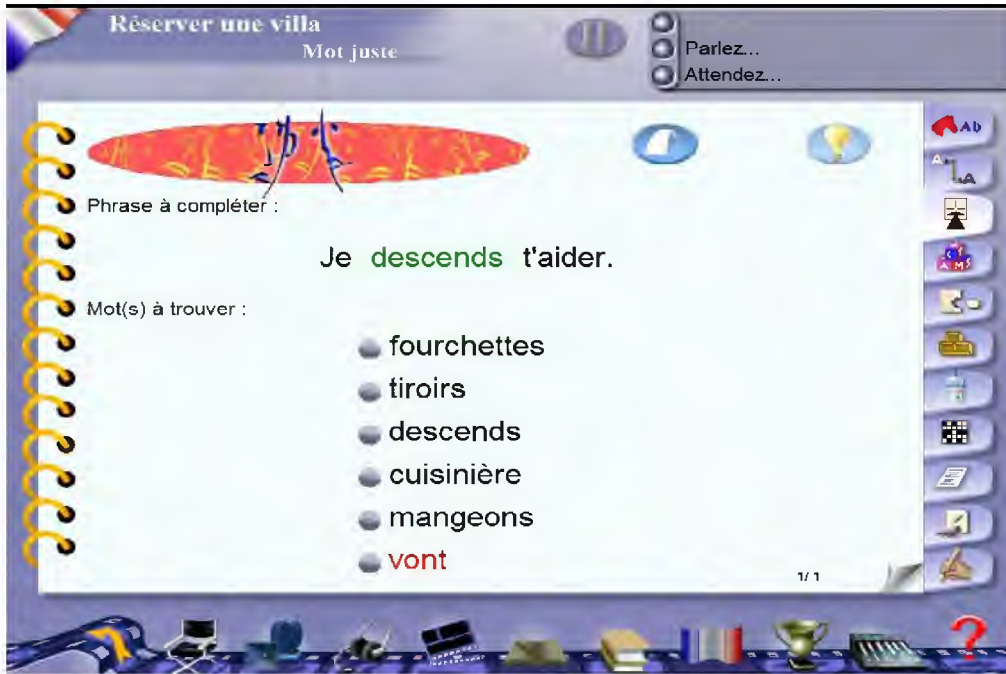 Réserver une villa
Mot juste
Parlez...
Attendez...
Ab
Phrase à compléter :
Je descends t'aider.
Mot(s) à trouver :
fourchettes
tiroirs
descends
cuisinière
mangeons
vont
1/ 1
?